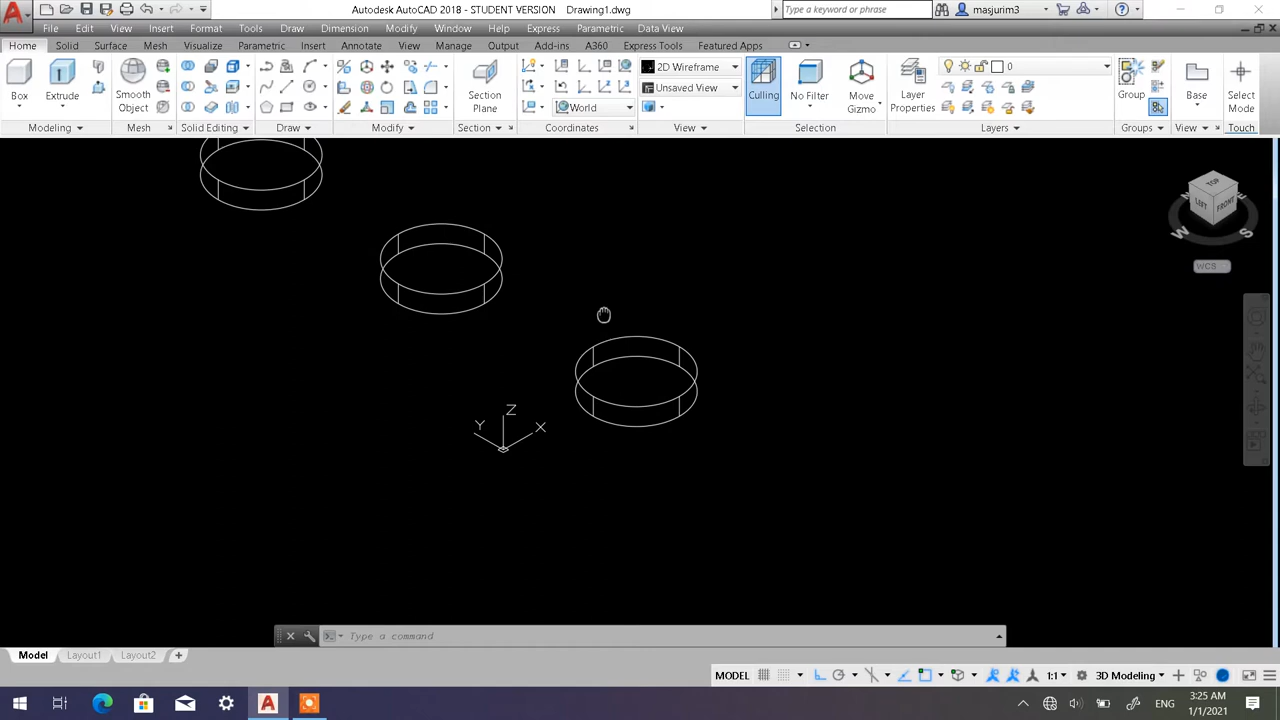 Autodesk AutoCAD 2018 - STUDENT VERSION Drawing1.dwg
Type a keyword or phrase
masjurim3
File Edit View Insert Format Tools Draw Dimension Modify Window Help Express Parametric Data View
Home Solid Surface Mesh Visualize Parametric Insert Annotate View Manage Output Add-ins A360 Express Tools Featured Apps
2D Wireframe
0
Unsaved View
World
Box
Extrude
Smooth
Object
Section
Plane
Culling
No Filter
Move
Gizmo
Layer
Properties
Group
Base
Select
Mode
Modeling Mesh Solid Editing Draw Modify Section Coordinates View Selection Layers Groups View Touch
TOP
LEFT
FRONT
W
S
WCS
Z
Y
X
Type a command
Model Layout1 Layout2
MODEL
1:1
3D Modeling
ENG
3:25 AM
1/1/2021